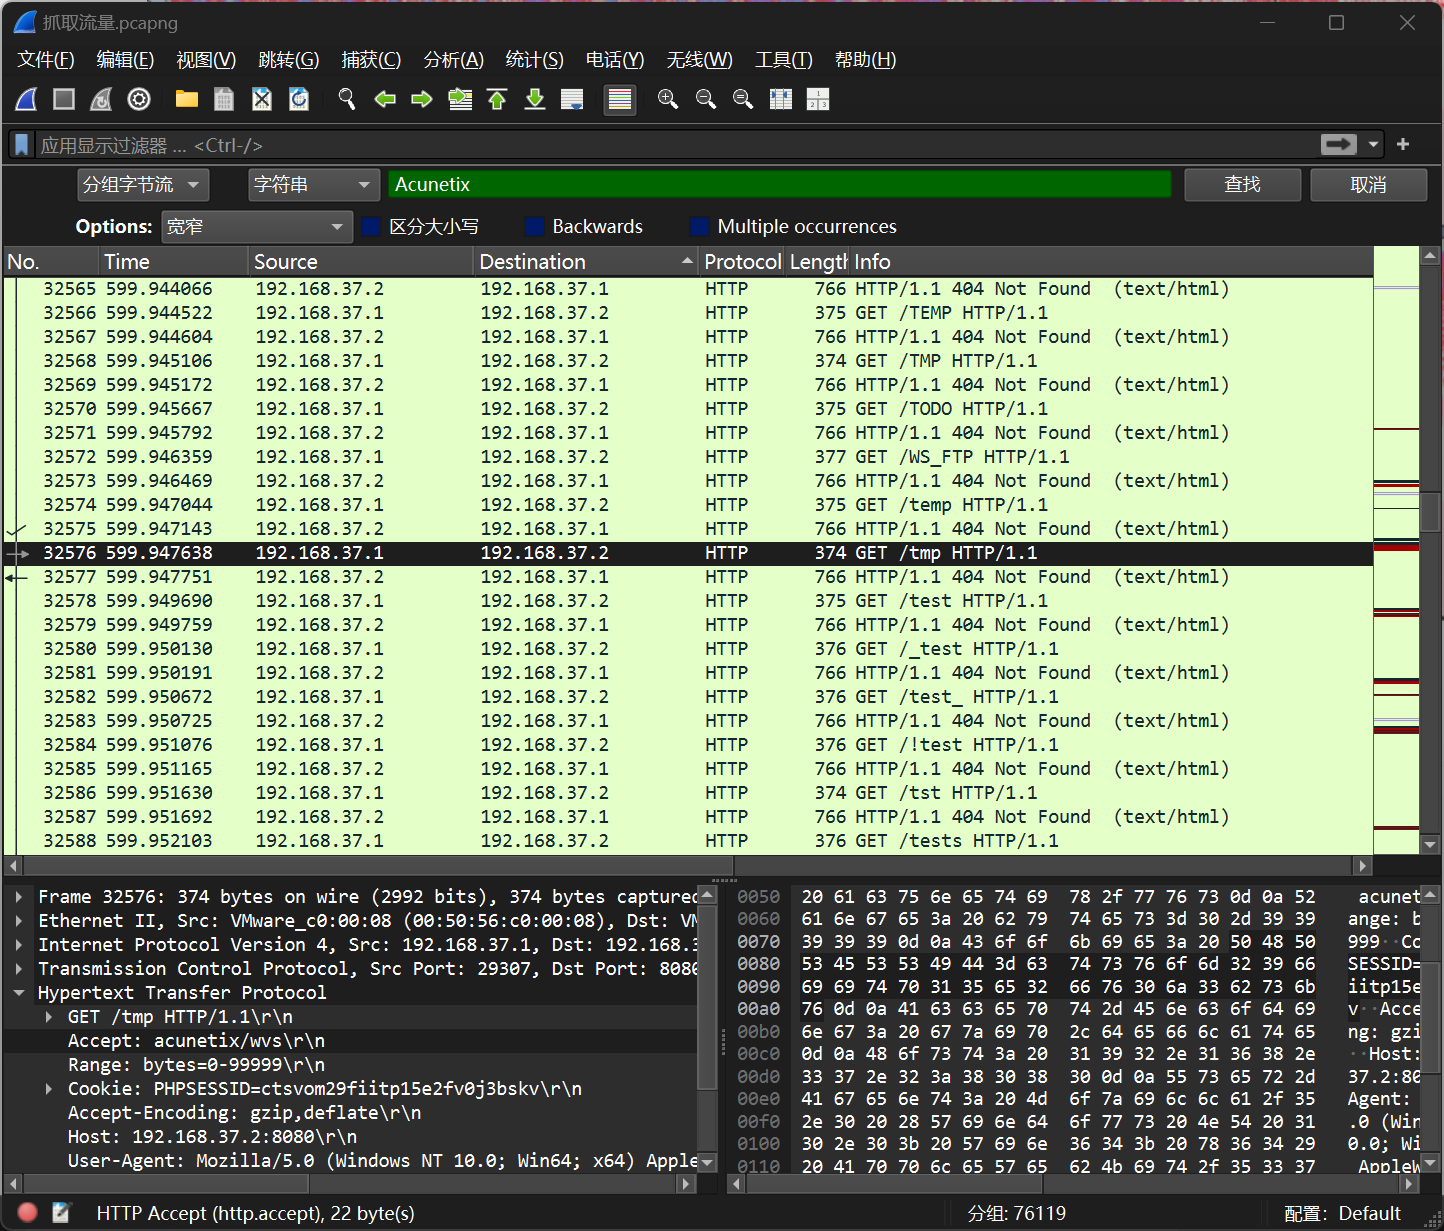 抓取流量.pcapng
文件(F) 编辑(E) 视图(V) 跳转(G) 捕获(C) 分析(A) 统计(S) 电话(Y) 无线(W) 工具(T) 帮助(H)
应用显示过滤器 ... <Ctrl-/>
分组字节流 字符串 Acunetix 查找 取消
Options: 宽窄 区分大小写 Backwards Multiple occurrences
No. Time Source Destination Protocol Length Info
32565 599.944066 192.168.37.2 192.168.37.1 HTTP 766 HTTP/1.1 404 Not Found (text/html)
32566 599.944522 192.168.37.1 192.168.37.2 HTTP 375 GET /TEMP HTTP/1.1
32567 599.944604 192.168.37.2 192.168.37.1 HTTP 766 HTTP/1.1 404 Not Found (text/html)
32568 599.945106 192.168.37.1 192.168.37.2 HTTP 374 GET /TMP HTTP/1.1
32569 599.945172 192.168.37.2 192.168.37.1 HTTP 766 HTTP/1.1 404 Not Found (text/html)
32570 599.945667 192.168.37.1 192.168.37.2 HTTP 375 GET /TODO HTTP/1.1
32571 599.945792 192.168.37.2 192.168.37.1 HTTP 766 HTTP/1.1 404 Not Found (text/html)
32572 599.946359 192.168.37.1 192.168.37.2 HTTP 377 GET /WS_FTP HTTP/1.1
32573 599.946469 192.168.37.2 192.168.37.1 HTTP 766 HTTP/1.1 404 Not Found (text/html)
32574 599.947044 192.168.37.1 192.168.37.2 HTTP 375 GET /temp HTTP/1.1
32575 599.947143 192.168.37.2 192.168.37.1 HTTP 766 HTTP/1.1 404 Not Found (text/html)
32576 599.947638 192.168.37.1 192.168.37.2 HTTP 374 GET /tmp HTTP/1.1
32577 599.947751 192.168.37.2 192.168.37.1 HTTP 766 HTTP/1.1 404 Not Found (text/html)
32578 599.949690 192.168.37.1 192.168.37.2 HTTP 375 GET /test HTTP/1.1
32579 599.949759 192.168.37.2 192.168.37.1 HTTP 766 HTTP/1.1 404 Not Found (text/html)
32580 599.950130 192.168.37.1 192.168.37.2 HTTP 376 GET /_test HTTP/1.1
32581 599.950191 192.168.37.2 192.168.37.1 HTTP 766 HTTP/1.1 404 Not Found (text/html)
32582 599.950672 192.168.37.1 192.168.37.2 HTTP 376 GET /test_ HTTP/1.1
32583 599.950725 192.168.37.2 192.168.37.1 HTTP 766 HTTP/1.1 404 Not Found (text/html)
32584 599.951076 192.168.37.1 192.168.37.2 HTTP 376 GET /!test HTTP/1.1
32585 599.951165 192.168.37.2 192.168.37.1 HTTP 766 HTTP/1.1 404 Not Found (text/html)
32586 599.951630 192.168.37.1 192.168.37.2 HTTP 374 GET /tst HTTP/1.1
32587 599.951692 192.168.37.2 192.168.37.1 HTTP 766 HTTP/1.1 404 Not Found (text/html)
32588 599.952103 192.168.37.1 192.168.37.2 HTTP 376 GET /tests HTTP/1.1
Frame 32576: 374 bytes on wire (2992 bits), 374 bytes captured
Ethernet II, Src: VMware_c0:00:08 (00:50:56:c0:00:08), Dst: VM
Internet Protocol Version 4, Src: 192.168.37.1, Dst: 192.168.3
Transmission Control Protocol, Src Port: 29307, Dst Port: 8080
Hypertext Transfer Protocol
GET /tmp HTTP/1.1\r\n
Accept: acunetix/wvs\r\n
Range: bytes=0-99999\r\n
Cookie: PHPSESSID=ctsvom29fiitp15e2fv0j3bskv\r\n
Accept-Encoding: gzip,deflate\r\n
Host: 192.168.37.2:8080\r\n
User-Agent: Mozilla/5.0 (Windows NT 10.0; Win64; x64) Apple
0050 20 61 63 75 6e 65 74 69 78 2f 77 76 73 0d 0a 52 acunet
0060 61 6e 67 65 3a 20 62 79 74 65 73 3d 30 2d 39 39 ange: b
0070 39 39 39 0d 0a 43 6f 6f 6b 69 65 3a 20 50 48 50 999··Co
0080 53 45 53 53 49 44 3d 63 74 73 76 6f 6d 32 39 66 SESSID=
0090 69 69 74 70 31 35 65 32 66 76 30 6a 33 62 73 6b iitp15e
00a0 76 0d 0a 41 63 63 65 70 74 2d 45 6e 63 6f 64 69 v··Acce
00b0 6e 67 3a 20 67 7a 69 70 2c 64 65 66 6c 61 74 65 ng: gzi
00c0 0d 0a 48 6f 73 74 3a 20 31 39 32 2e 31 36 38 2e ··Host:
00d0 33 37 2e 32 3a 38 30 38 30 0d 0a 55 73 65 72 2d 37.2:80
00e0 41 67 65 6e 74 3a 20 4d 6f 7a 69 6c 6c 61 2f 35 Agent:
00f0 2e 30 20 28 57 69 6e 64 6f 77 73 20 4e 54 20 31 .0 (Win
0100 30 2e 30 3b 20 57 69 6e 36 34 3b 20 78 36 34 29 0.0; Wi
0110 20 41 70 70 6c 65 57 65 62 4b 69 74 2f 35 33 37 AppleW
HTTP Accept (http.accept), 22 byte(s) 分组: 76119 配置: Default